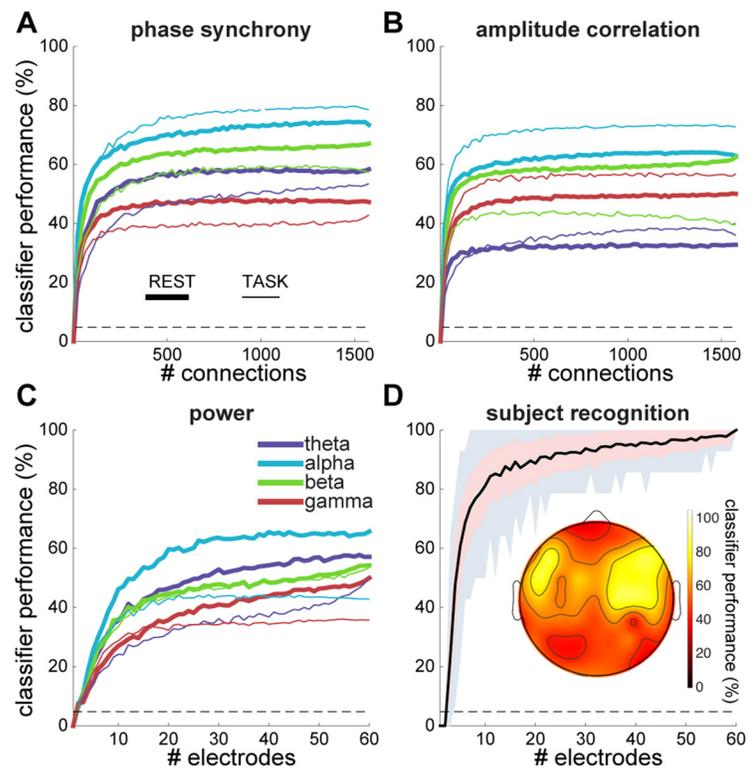 A
phase synchrony
100
80
60
40
20
0
classifier performance (%)
REST
TASK
500
1000
1500
# connections
B
amplitude correlation
100
80
60
40
20
0
500
1000
1500
# connections
C
power
100
80
60
40
20
0
classifier performance (%)
theta
alpha
beta
gamma
10
20
30
40
50
60
# electrodes
D
subject recognition
100
80
60
40
20
0
100
80
60
40
20
0
classifier performance (%)
10
20
30
40
50
60
# electrodes